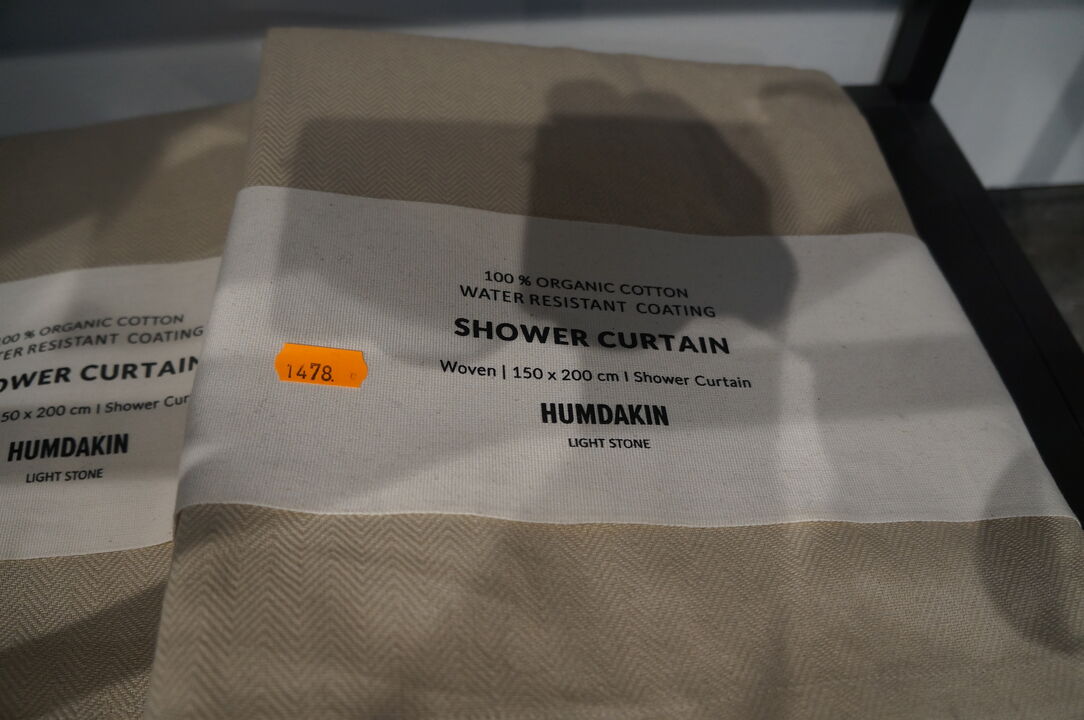 100 % ORGANIC COTTON
WATER RESISTANT COATING
SHOWER CURTAIN
Woven | 150 x 200 cm I Shower Curtain
HUMDAKIN
LIGHT STONE
1478.
00 % ORGANIC COTTON
TER RESISTANT COATING
OWER CURTAIN
50 x 200 cm I Shower Cur
HUMDAKIN
LIGHT STONE